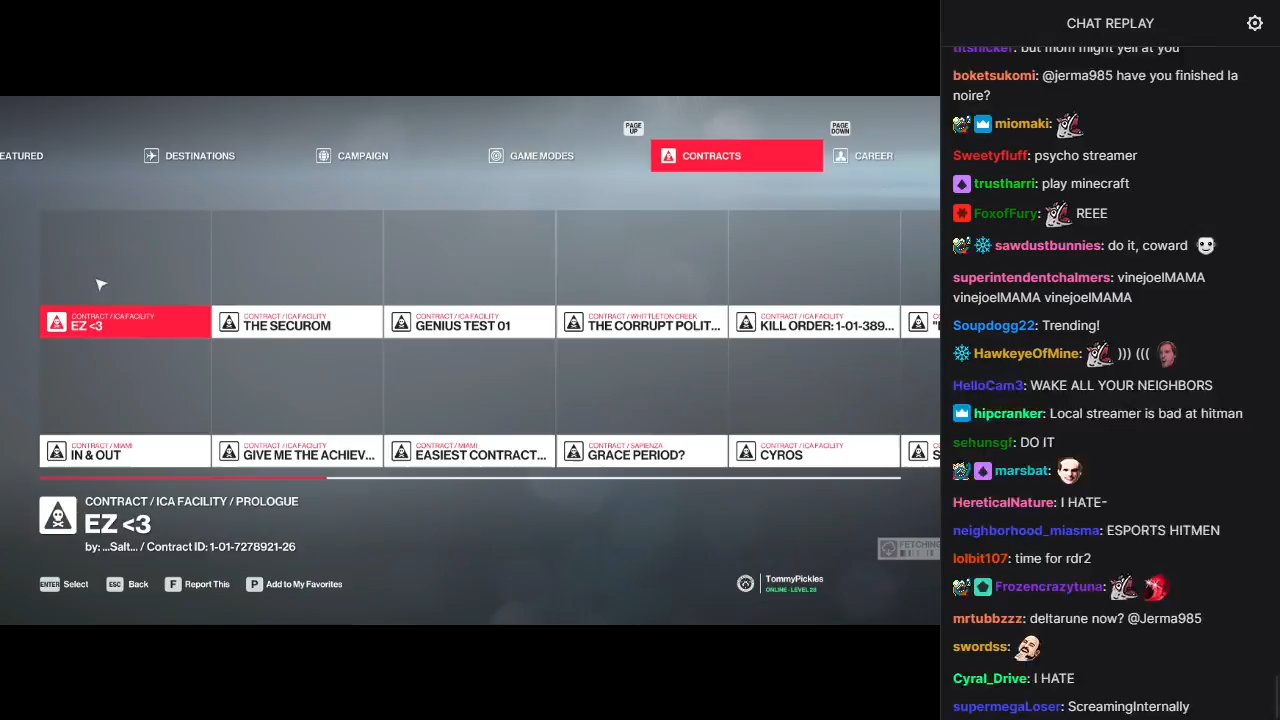 EATURED
DESTINATIONS
CAMPAIGN
GAME MODES
PAGE UP
CONTRACTS
PAGE DOWN
CAREER
CONTRACT / ICA FACILITY
EZ <3
CONTRACT / ICA FACILITY
THE SECUROM
CONTRACT / ICA FACILITY
GENIUS TEST 01
CONTRACT / WHITTLETON CREEK
THE CORRUPT POLIT...
CONTRACT / ICA FACILITY
KILL ORDER: 1-01-389...
CONTRACT / MIAMI
IN & OUT
CONTRACT / ICA FACILITY
GIVE ME THE ACHIEV...
CONTRACT / MIAMI
EASIEST CONTRACT...
CONTRACT / SAPIENZA
GRACE PERIOD?
CONTRACT / ICA FACILITY
CYROS
CONTRACT / ICA FACILITY / PROLOGUE
EZ <3
by: ...Salt... / Contract ID: 1-01-7278921-26
FETCHING
ENTER Select
ESC Back
F Report This
P Add to My Favorites
TommyPickles
ONLINE - LEVEL 28
CHAT REPLAY
titsnicker: but mom might yell at you
boketsukomi: @jerma985 have you finished la
noire?
miomaki:
Sweetyfluff: psycho streamer
trustharri: play minecraft
FoxofFury: REEE
sawdustbunnies: do it, coward
superintendentchalmers: vinejoelMAMA
vinejoelMAMA vinejoelMAMA
Soupdogg22: Trending!
HawkeyeOfMine: ))) (((
HelloCam3: WAKE ALL YOUR NEIGHBORS
hipcranker: Local streamer is bad at hitman
sehunsgf: DO IT
marsbat:
HereticalNature: I HATE-
neighborhood_miasma: ESPORTS HITMEN
lolbit107: time for rdr2
Frozencrazytuna:
mrtubbzzz: deltarune now? @Jerma985
swordss:
Cyral_Drive: I HATE
supermegaLoser: ScreamingInternally